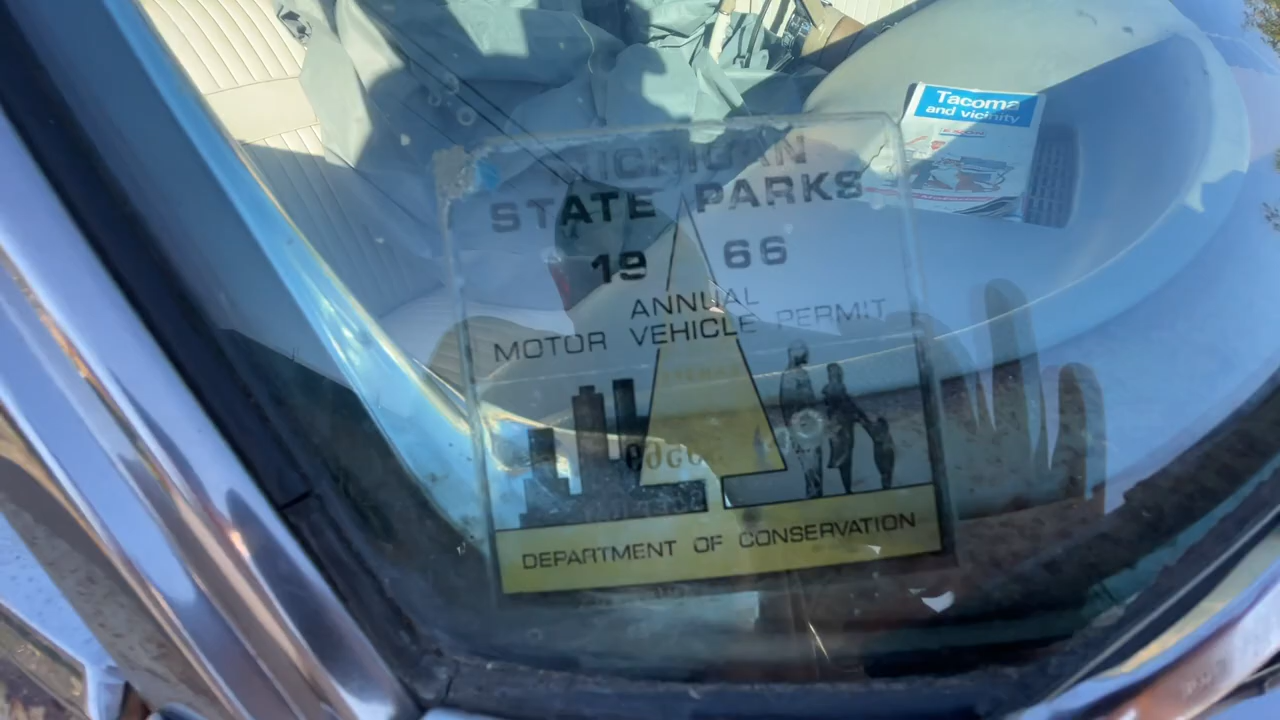 Tacoma
and vicinity
MICHIGAN
STATE PARKS
19 66
ANNUAL
MOTOR VEHICLE PERMIT
DEPARTMENT OF CONSERVATION